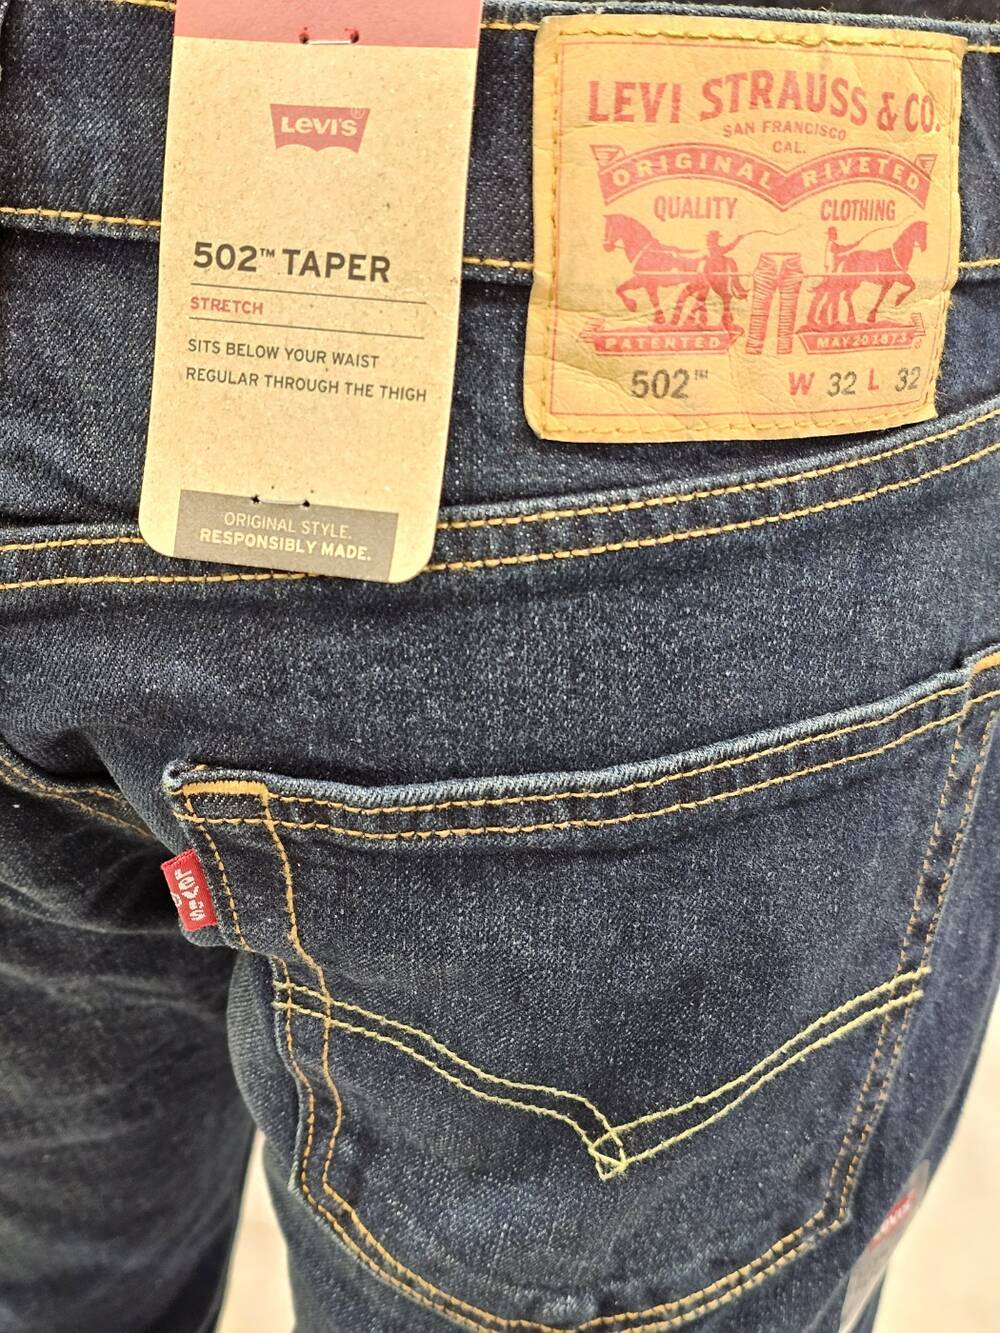 LEVI'S®
502™ TAPER
STRETCH
SITS BELOW YOUR WAIST
REGULAR THROUGH THE THIGH
ORIGINAL STYLE.
RESPONSIBLY MADE.
LEVI STRAUSS & CO.
SAN FRANCISCO
CAL.
ORIGINAL RIVETED
QUALITY CLOTHING
PATENTED MAY 20 1873
502™ W 32 L 32
LEVI'S